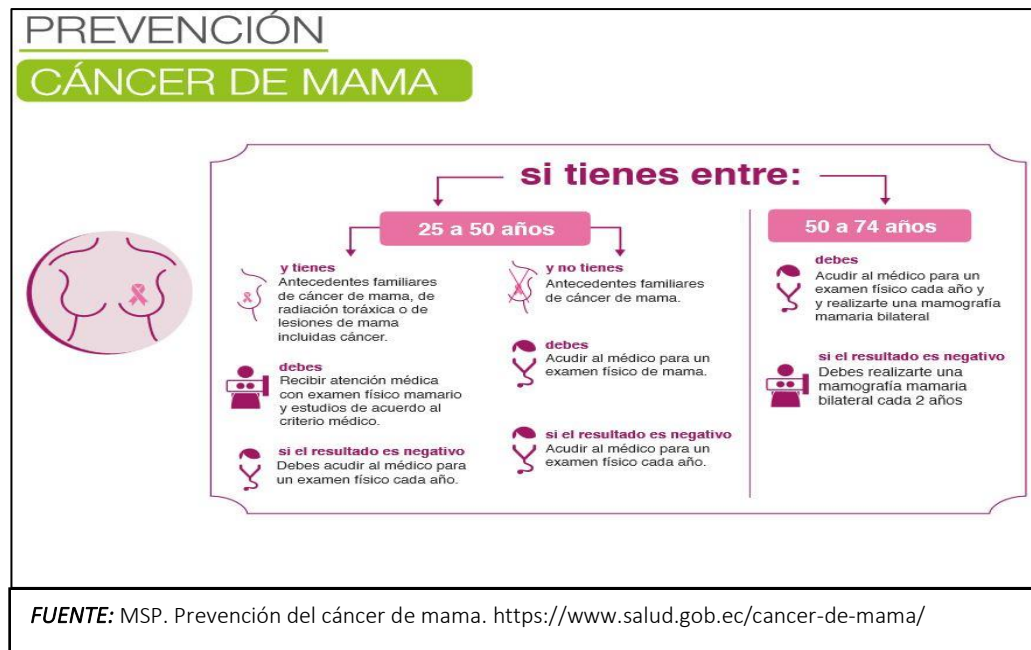 PREVENCIÓN
CÁNCER DE MAMA
si tienes entre:
25 a 50 años
y tienes
Antecedentes familiares
de cáncer de mama, de
radiación toráxica o de
lesiones de mama
incluidas cáncer.
debes
Recibir atención médica
con examen físico mamario
y estudios de acuerdo al
criterio médico.
si el resultado es negativo
Debes acudir al médico para
un examen físico cada año.
y no tienes
Antecedentes familiares
de cáncer de mama.
debes
Acudir al médico para un
examen físico de mama.
si el resultado es negativo
Acudir al médico para un
examen físico cada año.
50 a 74 años
debes
Acudir al médico para un
examen físico cada año y
y realizarte una mamografía
mamaria bilateral
si el resultado es negativo
Debes realizarte una
mamografía mamaria
bilateral cada 2 años
FUENTE: MSP. Prevención del cáncer de mama. https://www.salud.gob.ec/cancer-de-mama/